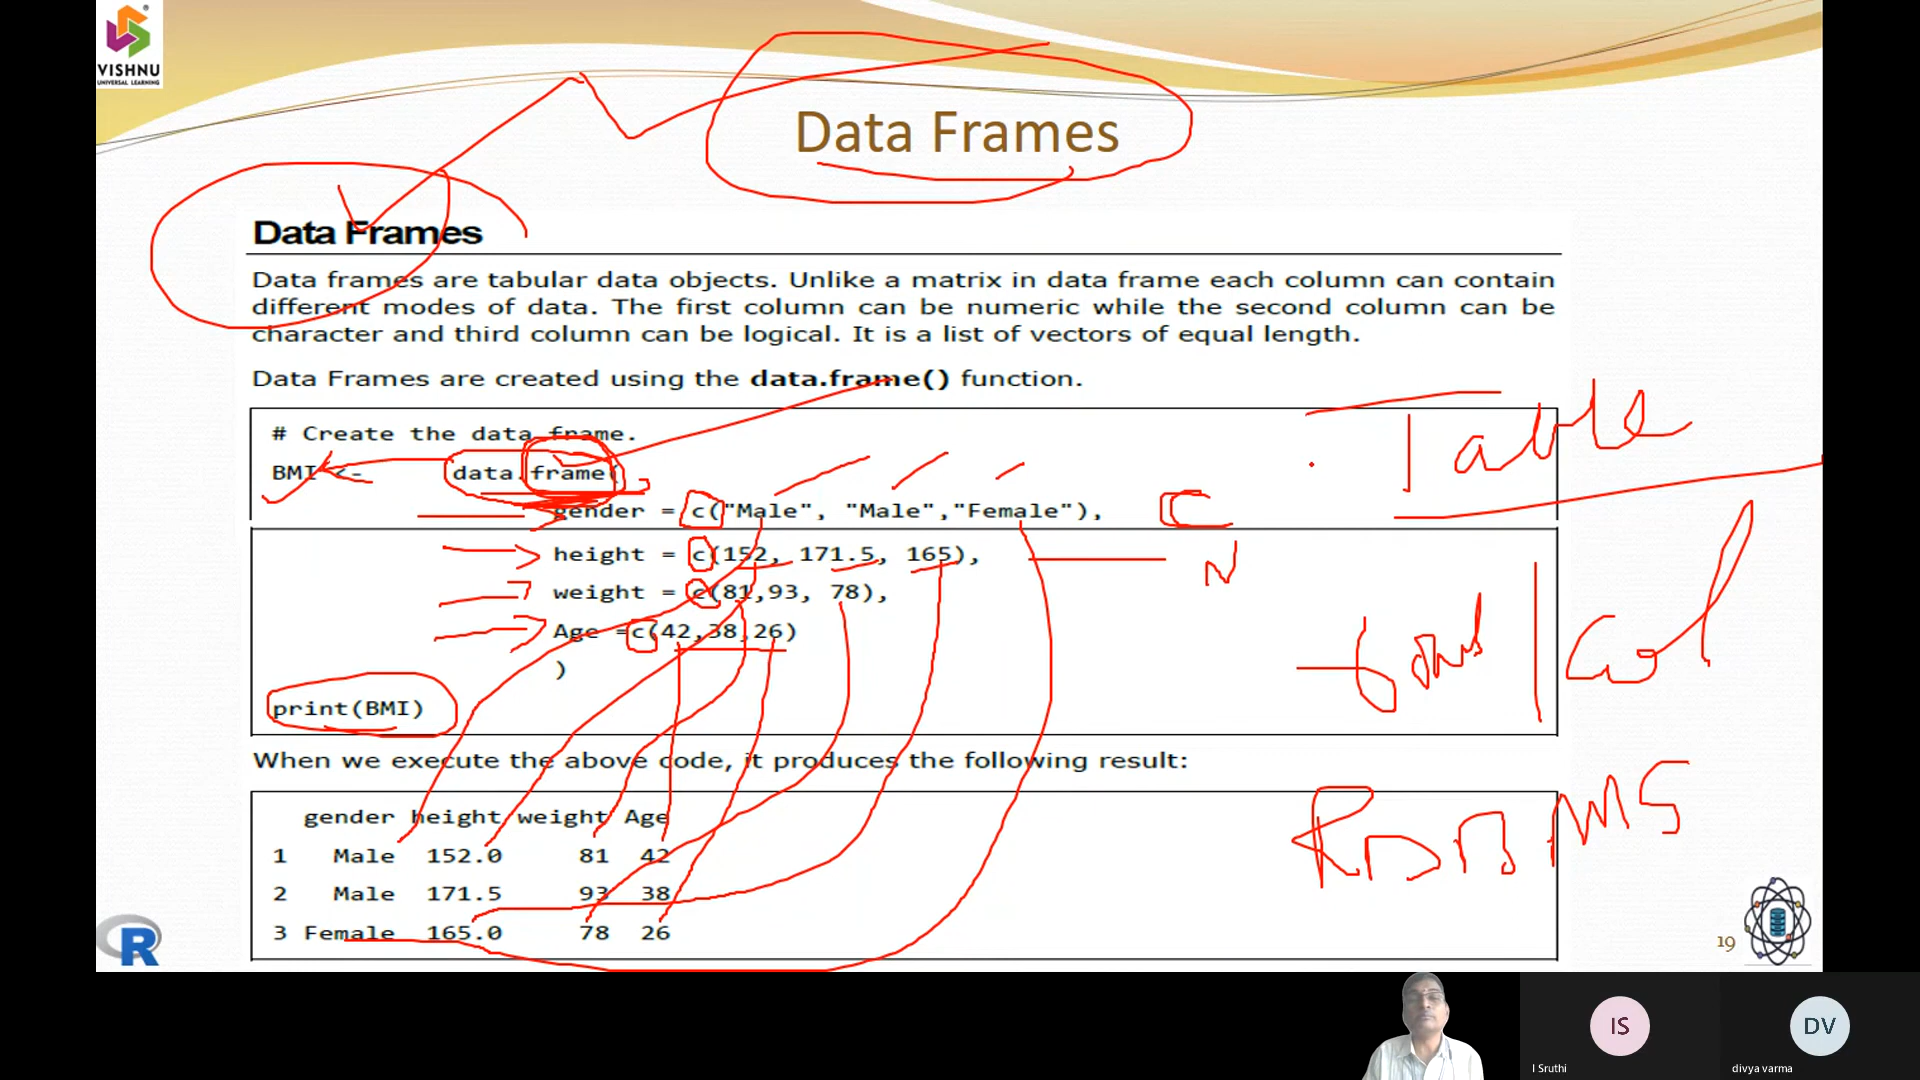 VISHNU
UNIVERSAL LEARNING
Data Frames
Data Frames
Data frames are tabular data objects. Unlike a matrix in data frame each column can contain
different modes of data. The first column can be numeric while the second column can be
character and third column can be logical. It is a list of vectors of equal length.
Data Frames are created using the data.frame() function.
# Create the data frame.
BMI <- data.frame(
gender = c("Male", "Male","Female"),
height = c(152, 171.5, 165),
weight = c(81,93, 78),
Age =c(42,38,26)
)
print(BMI)
Table
C
N
Col
RDBMS
When we execute the above code, it produces the following result:
gender height weight Age
1 Male 152.0 81 42
2 Male 171.5 93 38
3 Female 165.0 78 26
R
19
IS
DV
I Sruthi
divya varma